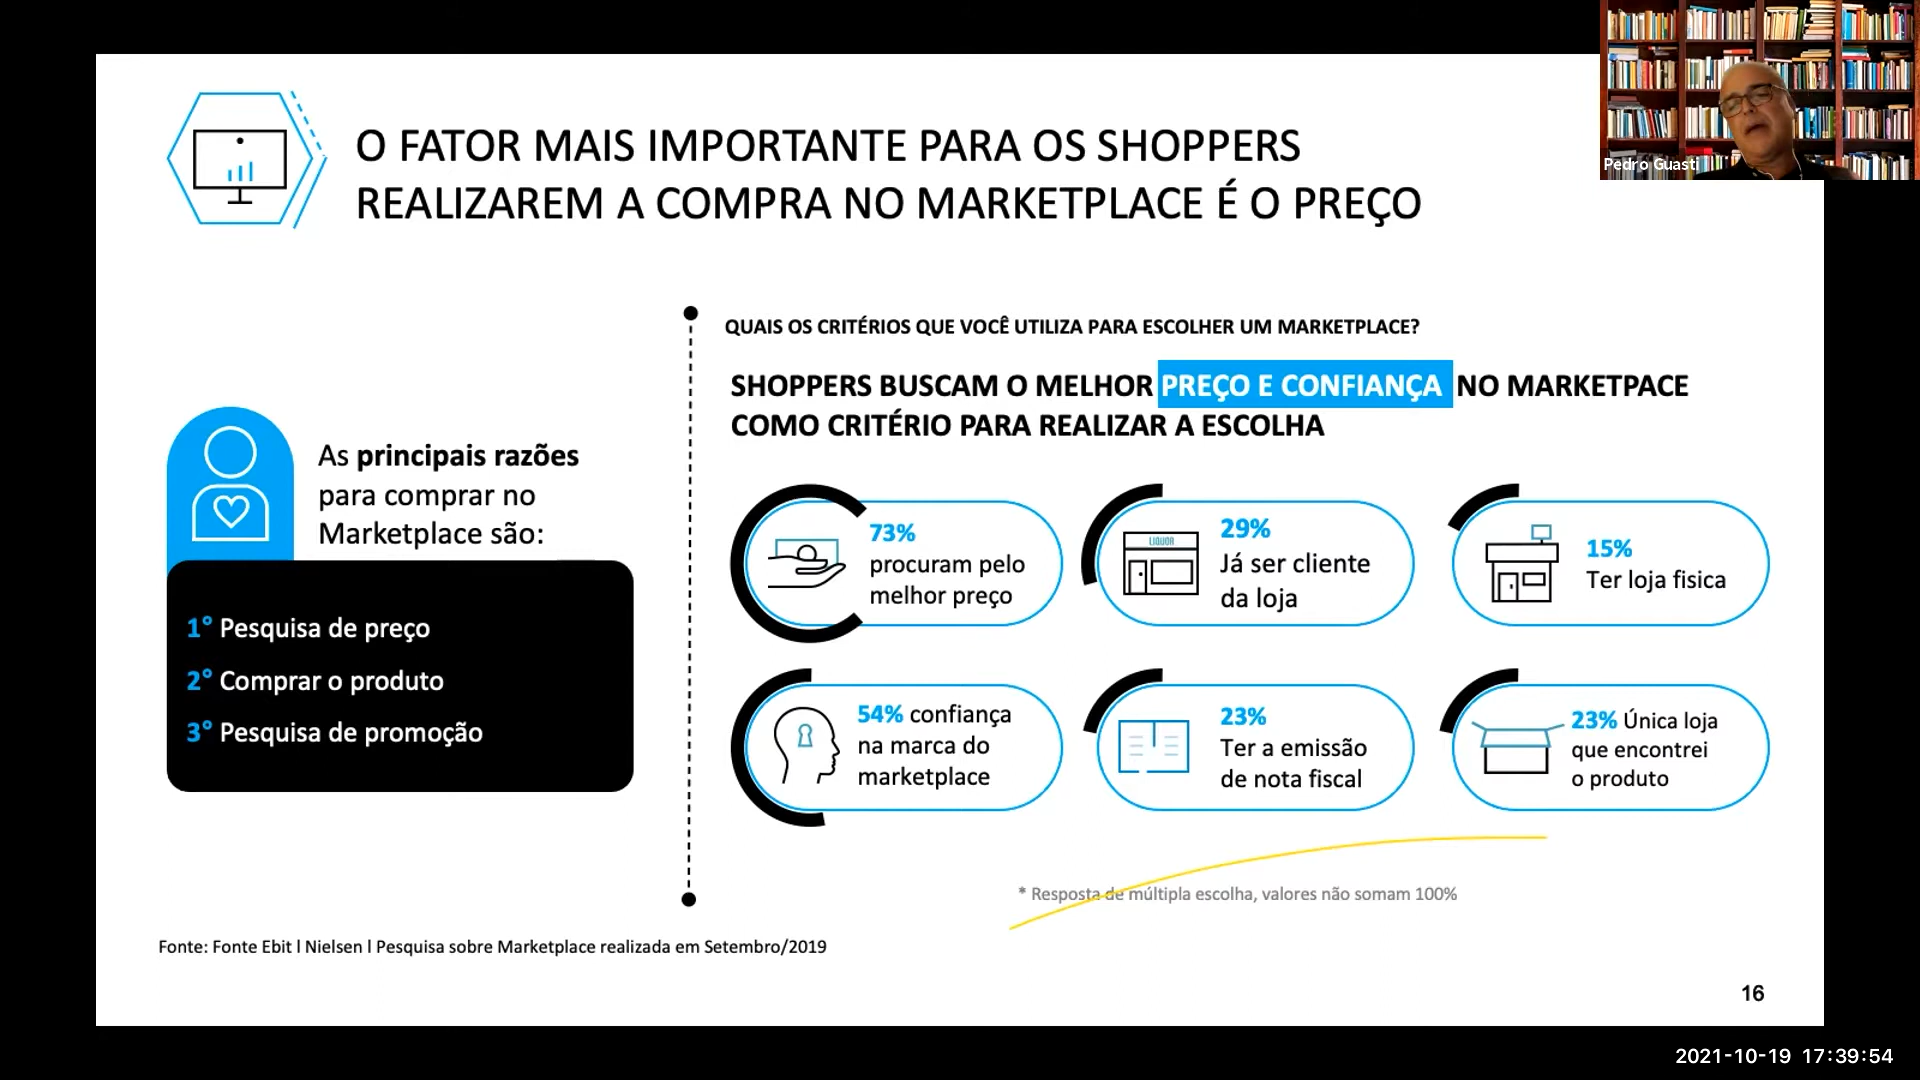 O FATOR MAIS IMPORTANTE PARA OS SHOPPERS
REALIZAREM A COMPRA NO MARKETPLACE É O PREÇO
Pedro Guasti
As principais razões
para comprar no
Marketplace são:
1° Pesquisa de preço
2° Comprar o produto
3° Pesquisa de promoção
QUAIS OS CRITÉRIOS QUE VOCÊ UTILIZA PARA ESCOLHER UM MARKETPLACE?
SHOPPERS BUSCAM O MELHOR PREÇO E CONFIANÇA NO MARKETPACE
COMO CRITÉRIO PARA REALIZAR A ESCOLHA
73%
procuram pelo
melhor preço
LIQUOR
29%
Já ser cliente
da loja
15%
Ter loja fisica
54% confiança
na marca do
marketplace
23%
Ter a emissão
de nota fiscal
23% Única loja
que encontrei
o produto
* Resposta de múltipla escolha, valores não somam 100%
Fonte: Fonte Ebit l Nielsen l Pesquisa sobre Marketplace realizada em Setembro/2019
16
2021-10-19 17:39:54